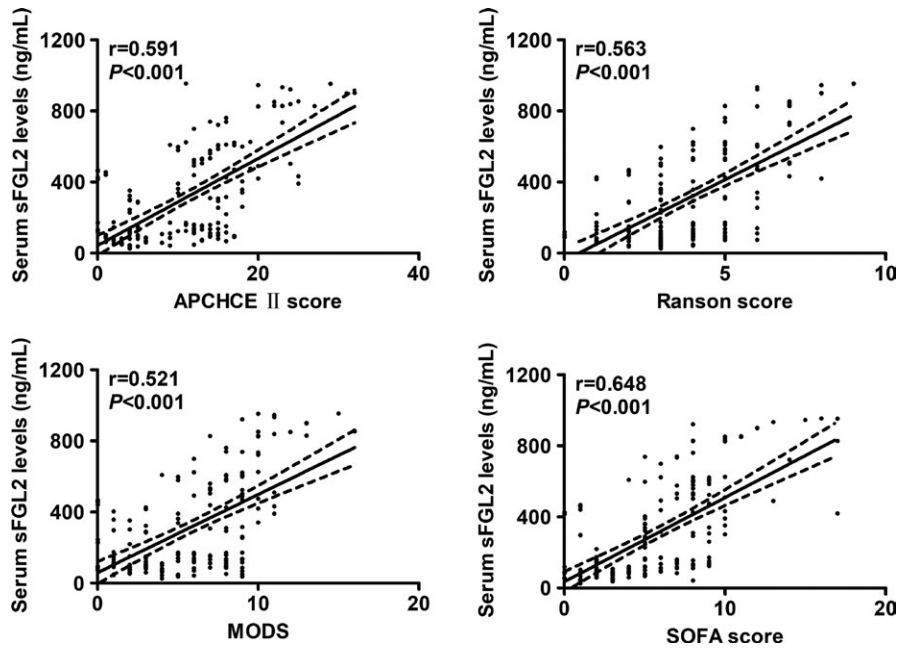 1200
r=0.591
P<0.001
800
400
0
Serum sFGL2 levels (ng/mL)
0 20 40
APCHCE Ⅱ score
1200
r=0.563
P<0.001
800
400
0
Serum sFGL2 levels (ng/mL)
0 5 10
Ranson score
1200
r=0.521
P<0.001
800
400
0
Serum sFGL2 levels (ng/mL)
0 10 20
MODS
1200
r=0.648
P<0.001
800
400
0
Serum sFGL2 levels (ng/mL)
0 10 20
SOFA score